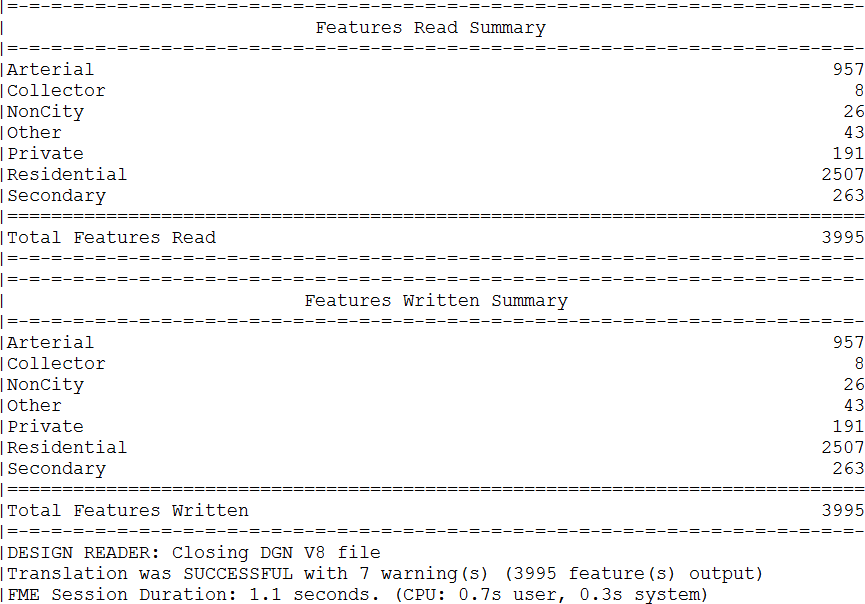 |=-=-=-=-=-=-=-=-=-=-=-=-=-=-=-=-=-=-=-=-=-=-=-=-=-=-=-=-=-=-=-=-=-=-=-=-=-=-=-
|                            Features Read Summary
|=-=-=-=-=-=-=-=-=-=-=-=-=-=-=-=-=-=-=-=-=-=-=-=-=-=-=-=-=-=-=-=-=-=-=-=-=-=-=-
|Arterial                                                                   957
|Collector                                                                    8
|NonCity                                                                     26
|Other                                                                       43
|Private                                                                    191
|Residential                                                               2507
|Secondary                                                                  263
|==============================================================================
|Total Features Read                                                       3995
|=-=-=-=-=-=-=-=-=-=-=-=-=-=-=-=-=-=-=-=-=-=-=-=-=-=-=-=-=-=-=-=-=-=-=-=-=-=-=-
|=-=-=-=-=-=-=-=-=-=-=-=-=-=-=-=-=-=-=-=-=-=-=-=-=-=-=-=-=-=-=-=-=-=-=-=-=-=-=-
|                           Features Written Summary
|=-=-=-=-=-=-=-=-=-=-=-=-=-=-=-=-=-=-=-=-=-=-=-=-=-=-=-=-=-=-=-=-=-=-=-=-=-=-=-
|Arterial                                                                   957
|Collector                                                                    8
|NonCity                                                                     26
|Other                                                                       43
|Private                                                                    191
|Residential                                                               2507
|Secondary                                                                  263
|==============================================================================
|Total Features Written                                                    3995
|=-=-=-=-=-=-=-=-=-=-=-=-=-=-=-=-=-=-=-=-=-=-=-=-=-=-=-=-=-=-=-=-=-=-=-=-=-=-=-
|DESIGN READER: Closing DGN V8 file
|Translation was SUCCESSFUL with 7 warning(s) (3995 feature(s) output)
|FME Session Duration: 1.1 seconds. (CPU: 0.7s user, 0.3s system)